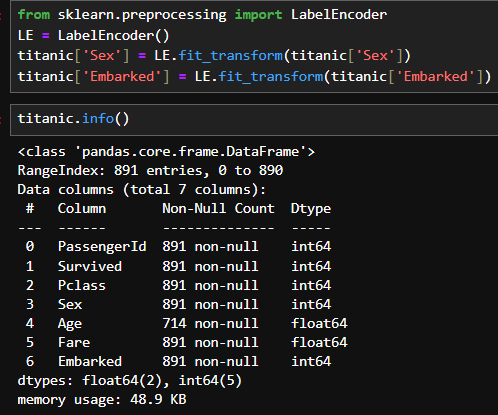 from sklearn.preprocessing import LabelEncoder
LE = LabelEncoder()
titanic['Sex'] = LE.fit_transform(titanic['Sex'])
titanic['Embarked'] = LE.fit_transform(titanic['Embarked'])
titanic.info()
<class 'pandas.core.frame.DataFrame'>
RangeIndex: 891 entries, 0 to 890
Data columns (total 7 columns):
 #   Column       Non-Null Count  Dtype
---  ------       --------------  -----
 0   PassengerId  891 non-null    int64
 1   Survived     891 non-null    int64
 2   Pclass       891 non-null    int64
 3   Sex          891 non-null    int64
 4   Age          714 non-null    float64
 5   Fare         891 non-null    float64
 6   Embarked     891 non-null    int64
dtypes: float64(2), int64(5)
memory usage: 48.9 KB